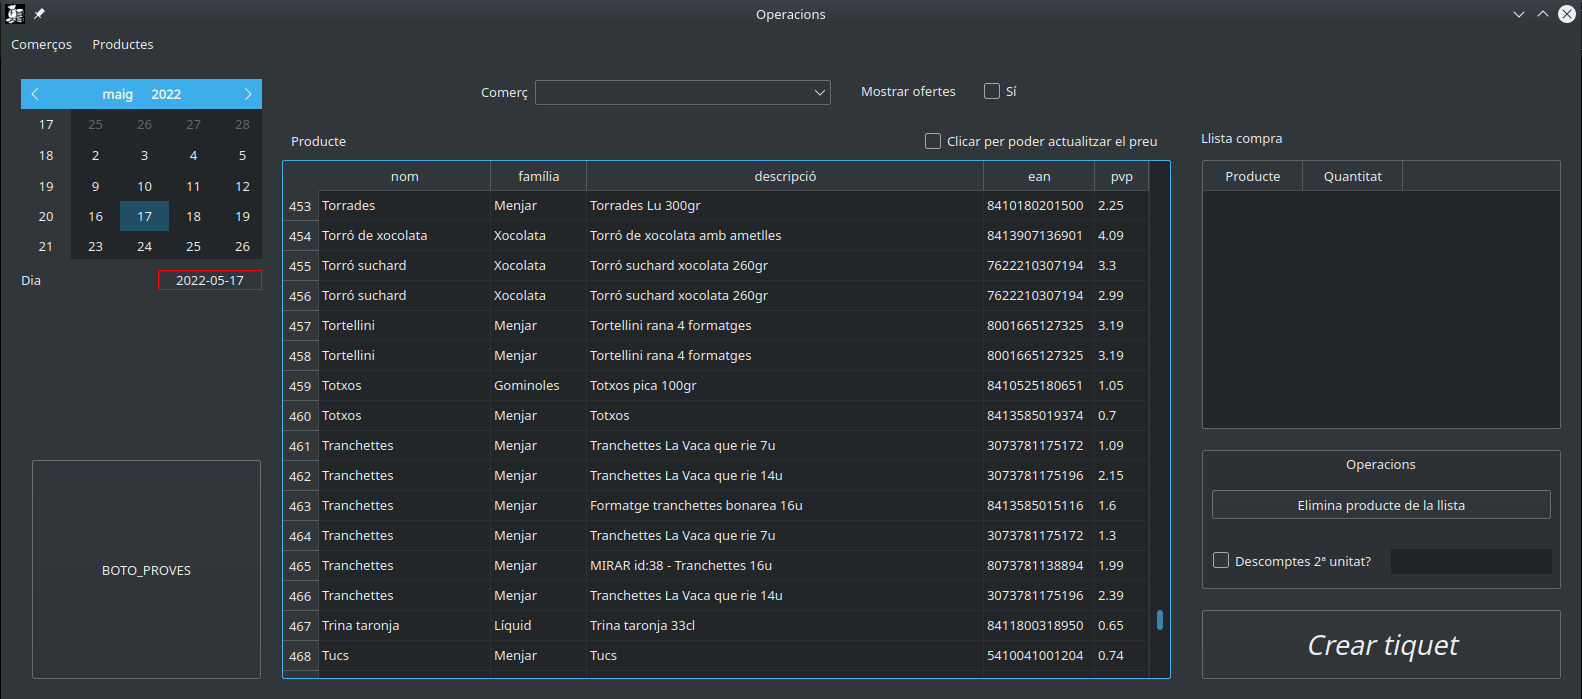 Operacions
Comerços Productes
maig 2022
17 25 26 27 28
18 2 3 4 5
19 9 10 11 12
20 16 17 18 19
21 23 24 25 26
Dia 2022-05-17
BOTO_PROVES
Comerç Mostrar ofertes Sí
Producte Clicar per poder actualitzar el preu
nom família descripció ean pvp
453 Torrades Menjar Torrades Lu 300gr 8410180201500 2.25
454 Torró de xocolata Xocolata Torró de xocolata amb ametlles 8413907136901 4.09
455 Torró suchard Xocolata Torró suchard xocolata 260gr 7622210307194 3.3
456 Torró suchard Xocolata Torró suchard xocolata 260gr 7622210307194 2.99
457 Tortellini Menjar Tortellini rana 4 formatges 8001665127325 3.19
458 Tortellini Menjar Tortellini rana 4 formatges 8001665127325 3.19
459 Totxos Gominoles Totxos pica 100gr 8410525180651 1.05
460 Totxos Menjar Totxos 8413585019374 0.7
461 Tranchettes Menjar Tranchettes La Vaca que rie 7u 3073781175172 1.09
462 Tranchettes Menjar Tranchettes La Vaca que rie 14u 3073781175196 2.15
463 Tranchettes Menjar Formatge tranchettes bonarea 16u 8413585015116 1.6
464 Tranchettes Menjar Tranchettes La Vaca que rie 7u 3073781175172 1.3
465 Tranchettes Menjar MIRAR id:38 - Tranchettes 16u 8073781138894 1.99
466 Tranchettes Menjar Tranchettes La Vaca que rie 14u 3073781175196 2.39
467 Trina taronja Líquid Trina taronja 33cl 8411800318950 0.65
468 Tucs Menjar Tucs 5410041001204 0.74
Llista compra
Producte Quantitat
Operacions
Elimina producte de la llista
Descomptes 2ª unitat?
Crear tiquet